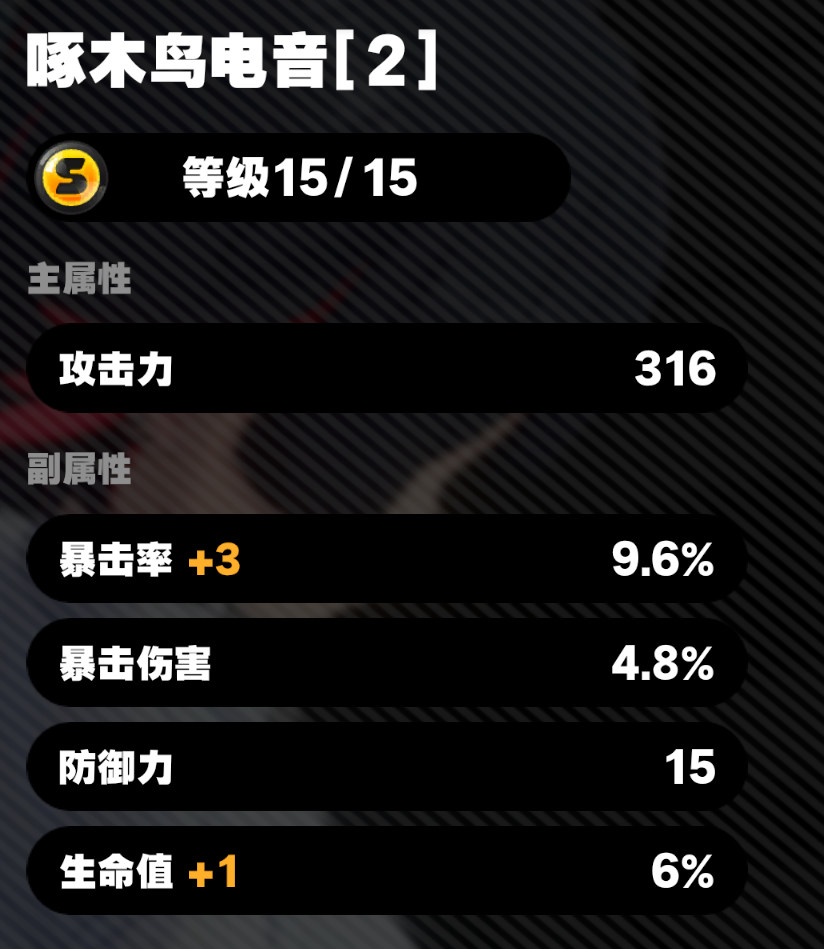 啄木鸟电音[2]
S 等级15/15
主属性
攻击力 316
副属性
暴击率 +3 9.6%
暴击伤害 4.8%
防御力 15
生命值 +1 6%